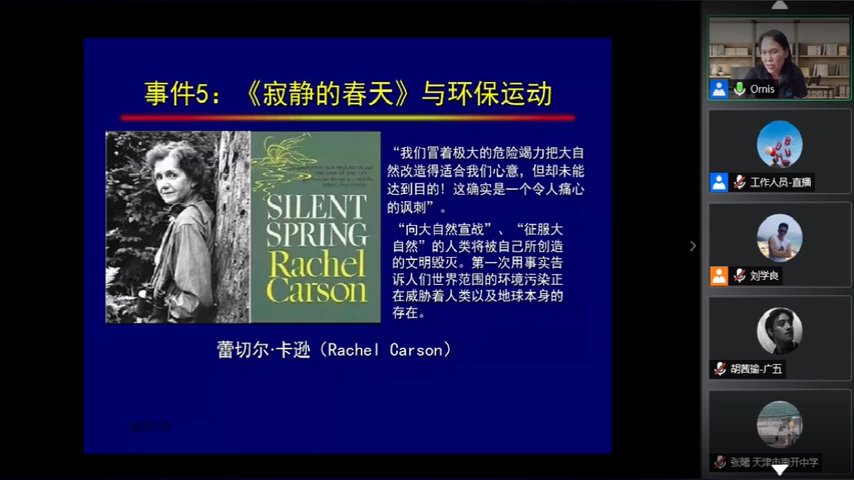 事件5：《寂静的春天》与环保运动
SILENT
SPRING
Rachel
Carson
“我们冒着极大的危险竭力把大自
然改造得适合我们心意，但却未能
达到目的！这确实是一个令人痛心
的讽刺”。
“向大自然宣战”、“征服大
自然”的人类将被自己所创造
的文明毁灭。第一次用事实告
诉人们世界范围的环境污染正
在威胁着人类以及地球本身的
存在。
蕾切尔·卡逊（Rachel Carson）
Ornis
工作人员-直播
刘学良
胡茜瑜-广五
张曦 天津市南开中学